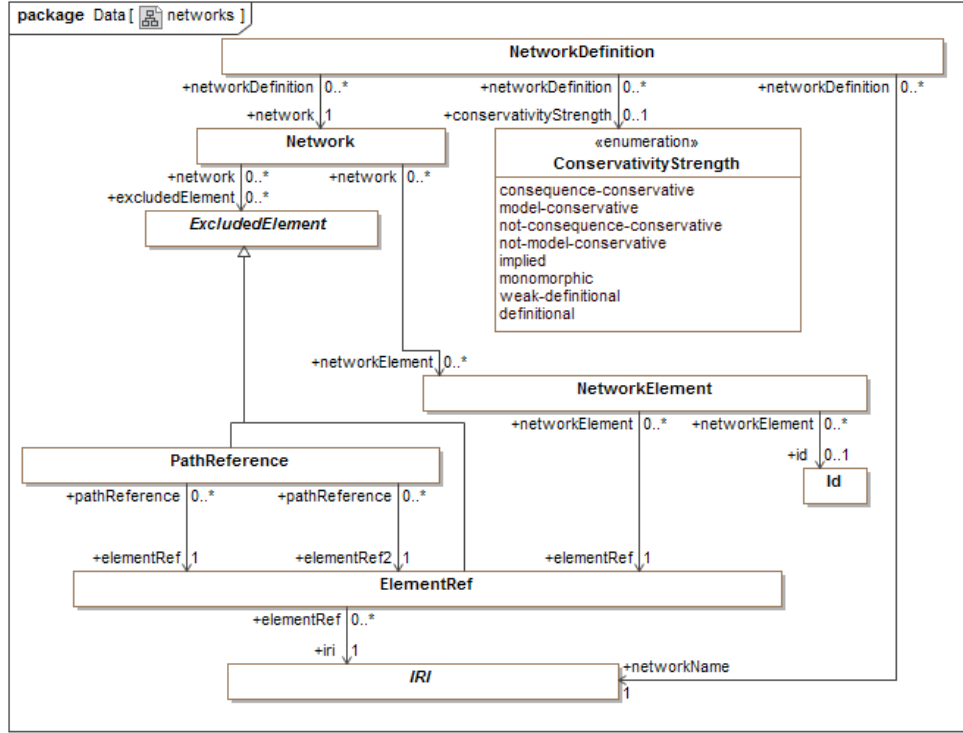 package Data[ networks ]
NetworkDefinition
+networkDefinition 0..* +networkDefinition 0..* +networkDefinition 0..*
+network 1 +conservativityStrength 0..1
Network
«enumeration»
ConservativityStrength
+network 0..* +network 0..*
+excludedElement 0..*
consequence-conservative
model-conservative
not-consequence-conservative
not-model-conservative
implied
monomorphic
weak-definitional
definitional
ExcludedElement
+networkElement 0..*
NetworkElement
+networkElement 0..* +networkElement 0..*
+id 0..1
Id
PathReference
+pathReference 0..* +pathReference 0..*
+elementRef 1 +elementRef2 1 +elementRef 1
ElementRef
+elementRef 0..*
+iri 1
IRI
+networkName
1